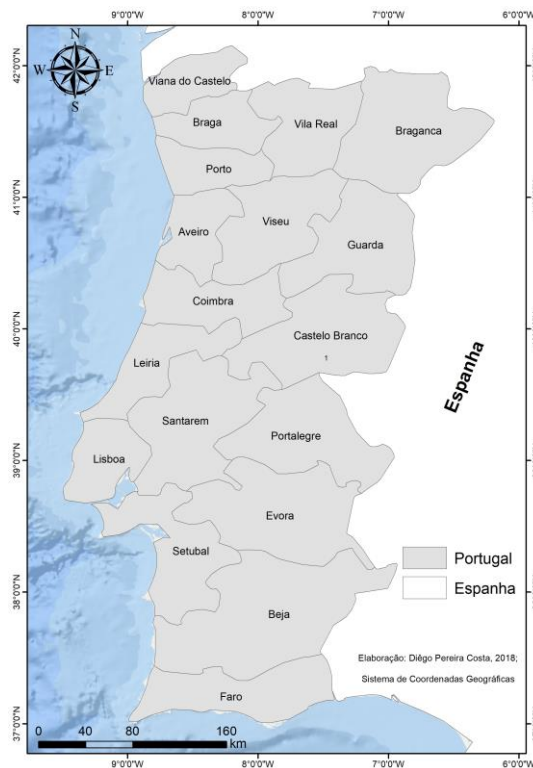 9°0'0"W 8°0'0"W 7°0'0"W 6°0'0"W
N
W E
S
42°0'0"N
41°0'0"N
40°0'0"N
39°0'0"N
38°0'0"N
37°0'0"N
Viana do Castelo
Braga
Vila Real
Braganca
Porto
Aveiro
Viseu
Guarda
Coimbra
Castelo Branco
1
Leiria
Espanha
Santarem
Portalegre
Lisboa
Evora
Setubal
Beja
Faro
Portugal
Espanha
Elaboração: Diêgo Pereira Costa, 2018;
Sistema de Coordenadas Geográficas
0 40 80 160
km
9°0'0"W 8°0'0"W 7°0'0"W 6°0'0"W